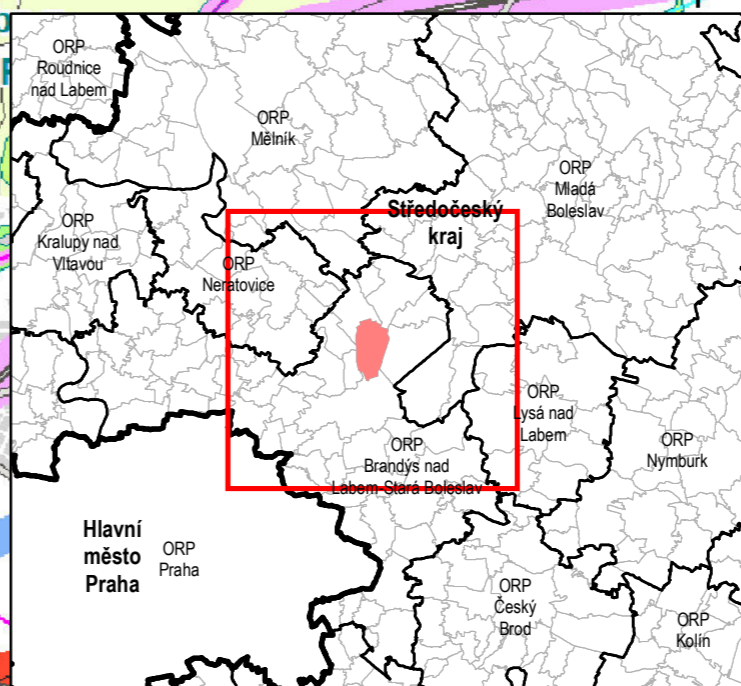 ORP
Roudnice
nad Labem
ORP
Mělník
ORP
Mladá
Boleslav
Středočeský
kraj
ORP
Kralupy nad
Vltavou
ORP
Neratovice
ORP
Lysá nad
Labem
ORP
Brandýs nad
Labem-Stará Boleslav
ORP
Nymburk
Hlavní
město
Praha
ORP
Praha
ORP
Český
Brod
ORP
Kolín